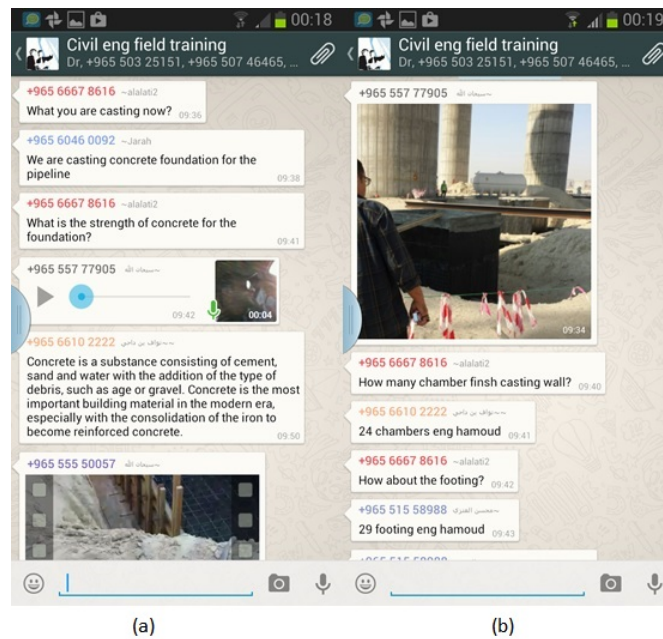 00:18
Civil eng field training
Dr, +965 503 25151, +965 507 46465, ...
+965 6667 8616 ~alalati2
What you are casting now? 09:36
+965 6046 0092 ~Jarah
We are casting concrete foundation for the
pipeline 09:38
+965 6667 8616 ~alalati2
What is the strength of concrete for the
foundation? 09:41
+965 557 77905 ~سبحان الله
09:42 00:04
+965 6610 2222
Concrete is a substance consisting of cement,
sand and water with the addition of the type of
debris, such as age or gravel. Concrete is the most
important building material in the modern era,
especially with the consolidation of the iron to
become reinforced concrete. 09:50
+965 555 50057 ~سبحان الله
(a)
00:19
Civil eng field training
Dr, +965 503 25151, +965 507 46465, ...
+965 557 77905 ~سبحان الله
09:34
+965 6667 8616 ~alalati2
How many chamber finsh casting wall? 09:40
+965 6610 2222
24 chambers eng hamoud 09:41
+965 6667 8616 ~alalati2
How about the footing? 09:42
+965 515 58988
29 footing eng hamoud 09:43
(b)